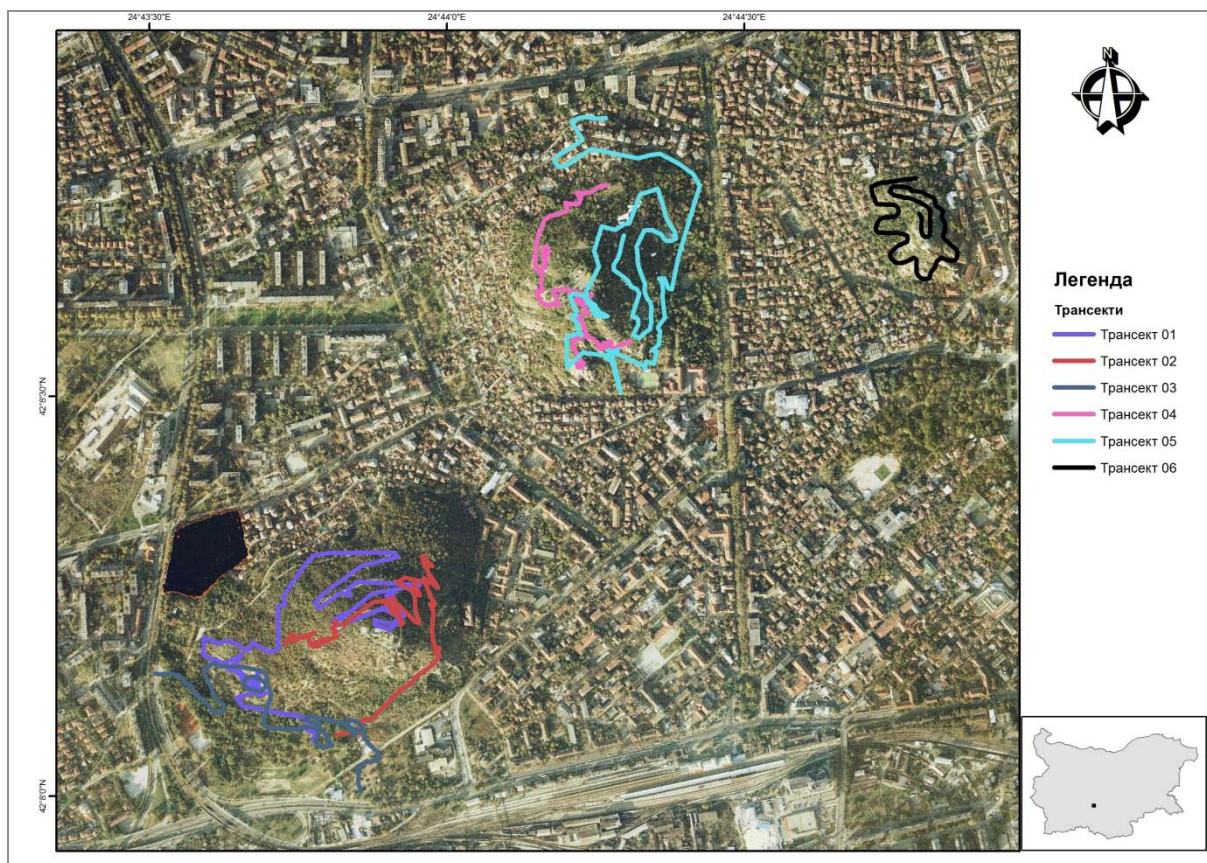 24°43'30"E
24°44'0"E
24°44'30"E
N
42°8'30"N
42°8'0"N
Легенда
Трансекти
Трансект 01
Трансект 02
Трансект 03
Трансект 04
Трансект 05
Трансект 06